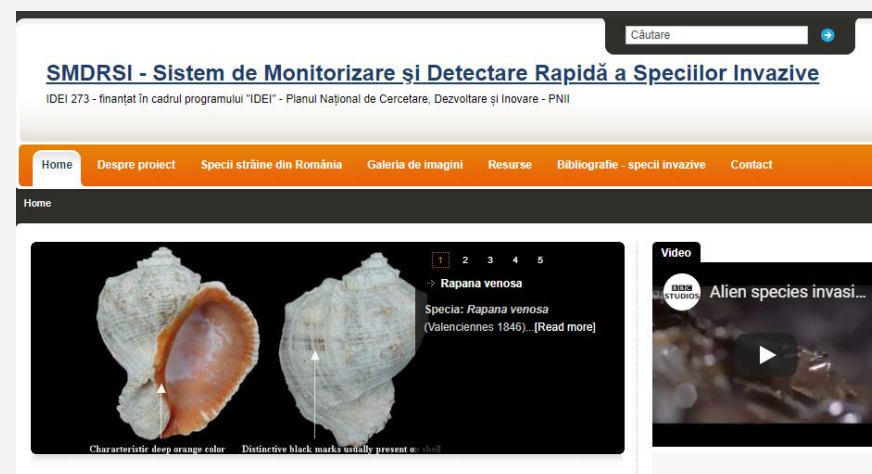 Căutare
SMDRSI - Sistem de Monitorizare și Detectare Rapidă a Speciilor Invazive
IDEI 273 - finanțat în cadrul programului "IDEI" - Planul Național de Cercetare, Dezvoltare și Inovare - PNII
Home
Despre proiect
Specii străine din România
Galeria de imagini
Resurse
Bibliografie - specii invazive
Contact
Home
1 2 3 4 5
Rapana venosa
Specia: Rapana venosa
(Valenciennes 1846)...[Read more]
Characteristic deep orange color
Distinctive black marks usually present on shell
Video
BBC
STUDIOS
Alien species invasi...